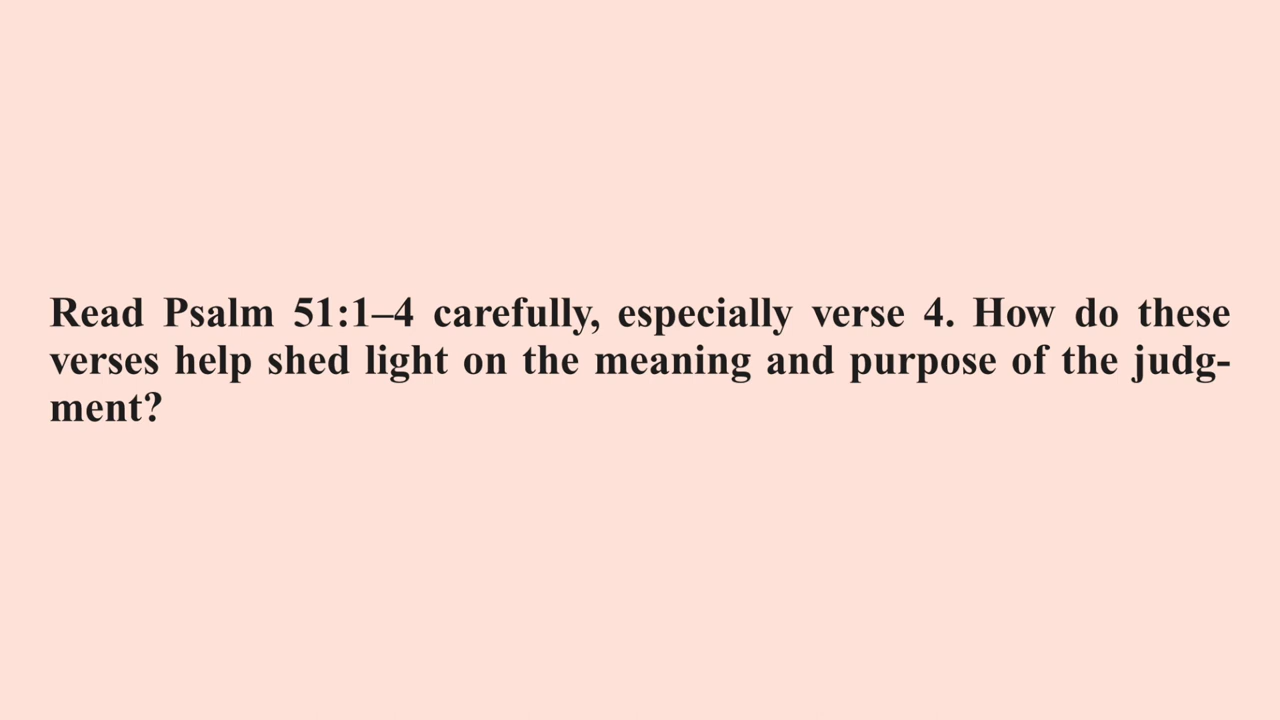 Read Psalm 51:1–4 carefully, especially verse 4. How do these
verses help shed light on the meaning and purpose of the judg-
ment?